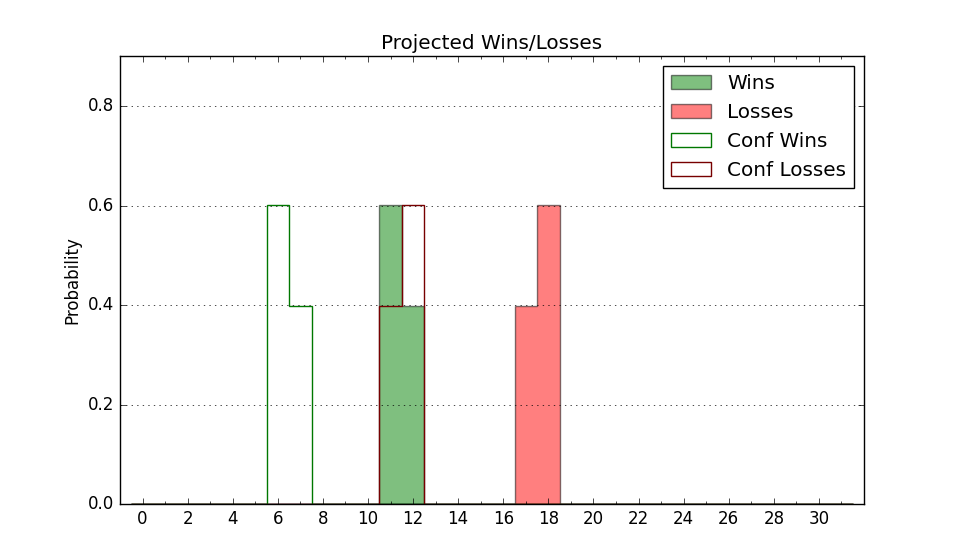 Projected Wins/Losses
Wins
Losses
Conf Wins
Conf Losses
Probability
0.8
0.6
0.4
0.2
0.0
0 2 4 6 8 10 12 14 16 18 20 22 24 26 28 30